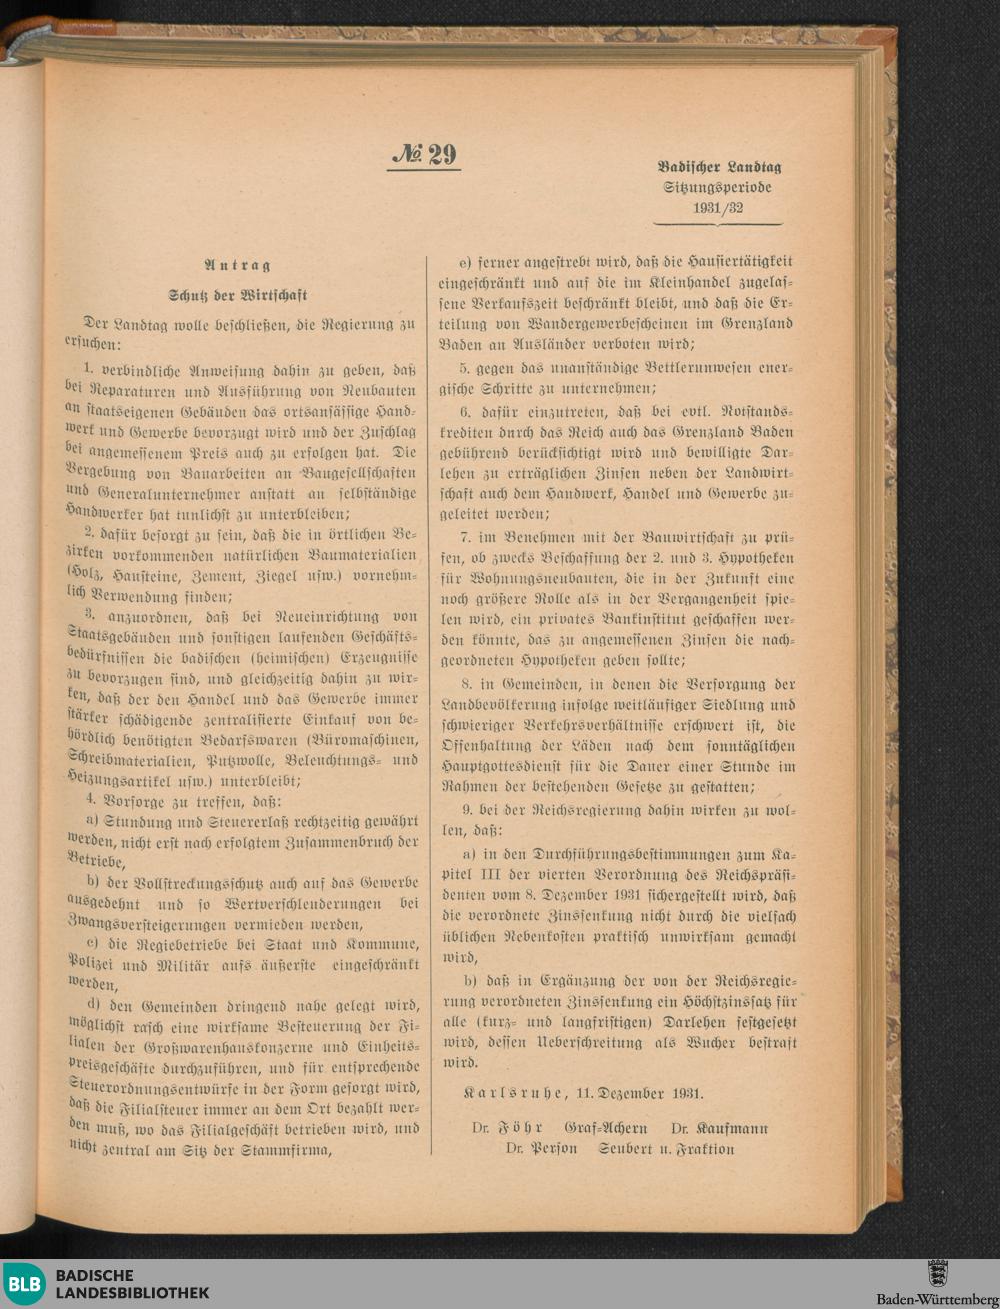 № 29
Badischer Landtag
Sitzungsperiode
1931/32
Antrag
Schutz der Wirtschaft
Der Landtag wolle beschließen, die Regierung zu
ersuchen:
1. verbindliche Anweisung dahin zu geben, daß
bei Reparaturen und Ausführung von Neubauten
an staatseigenen Gebäuden das ortsansässige Hand-
werk und Gewerbe bevorzugt wird und der Zuschlag
bei angemessenem Preis auch zu erfolgen hat. Die
Vergebung von Bauarbeiten an Baugesellschaften
und Generalunternehmer anstatt an selbständige
Handwerker hat tunlichst zu unterbleiben;
2. dafür besorgt zu sein, daß die in örtlichen Be-
zirken vorkommenden natürlichen Baumaterialien
(Holz, Hausteine, Zement, Ziegel usw.) vornehm-
lich Verwendung finden;
3. anzuordnen, daß bei Neueinrichtung von
Staatsgebäuden und sonstigen laufenden Geschäfts-
bedürfnissen die badischen (heimischen) Erzeugnisse
zu bevorzugen sind, und gleichzeitig dahin zu wir-
ken, daß der den Handel und das Gewerbe immer
stärker schädigende zentralisierte Einkauf von be-
hördlich benötigten Bedarfswaren (Büromaschinen,
Schreibmaterialien, Putzwolle, Beleuchtungs- und
Heizungsartikel usw.) unterbleibt;
4. Vorsorge zu treffen, daß:
a) Stundung und Steuererlaß rechtzeitig gewährt
werden, nicht erst nach erfolgtem Zusammenbruch der
Betriebe,
b) der Vollstreckungsschutz auch auf das Gewerbe
ausgedehnt und so Wertverschleuderungen bei
Zwangsversteigerungen vermieden werden,
c) die Regiebetriebe bei Staat und Kommune,
Polizei und Militär aufs äußerste eingeschränkt
werden,
d) den Gemeinden dringend nahe gelegt wird,
möglichst rasch eine wirksame Besteuerung der Fi-
lialen der Großwarenhauskonzerne und Einheits-
preisgeschäfte durchzuführen, und für entsprechende
Steuerordnungsentwürfe in der Form gesorgt wird,
daß die Filialsteuer immer an dem Ort bezahlt wer-
den muß, wo das Filialgeschäft betrieben wird, und
nicht zentral am Sitz der Stammfirma,
e) ferner angestrebt wird, daß die Hausiertätigkeit
eingeschränkt und auf die im Kleinhandel zugelas-
sene Verkaufszeit beschränkt bleibt, und daß die Er-
teilung von Wandergewerbescheinen im Grenzland
Baden an Ausländer verboten wird;
5. gegen das unanständige Bettlerunwesen ener-
gische Schritte zu unternehmen;
6. dafür einzutreten, daß bei evtl. Notstands-
krediten durch das Reich auch das Grenzland Baden
gebührend berücksichtigt wird und bewilligte Dar-
lehen zu erträglichen Zinsen neben der Landwirt-
schaft auch dem Handwerk, Handel und Gewerbe zu-
geleitet werden;
7. im Benehmen mit der Bauwirtschaft zu prü-
fen, ob zwecks Beschaffung der 2. und 3. Hypotheken
für Wohnungsneubauten, die in der Zukunft eine
noch größere Rolle als in der Vergangenheit spie-
len wird, ein privates Bankinstitut geschaffen wer-
den könnte, das zu angemessenen Zinsen die nach-
geordneten Hypotheken geben sollte;
8. in Gemeinden, in denen die Versorgung der
Landbevölkerung infolge weitläufiger Siedlung und
schwieriger Verkehrsverhältnisse erschwert ist, die
Offenhaltung der Läden nach dem sonntäglichen
Hauptgottesdienst für die Dauer einer Stunde im
Rahmen der bestehenden Gesetze zu gestatten;
9. bei der Reichsregierung dahin wirken zu wol-
len, daß:
a) in den Durchführungsbestimmungen zum Ka-
pitel III der vierten Verordnung des Reichspräsi-
denten vom 8. Dezember 1931 sichergestellt wird, daß
die verordnete Zinssenkung nicht durch die vielfach
üblichen Nebenkosten praktisch unwirksam gemacht
wird,
b) daß in Ergänzung der von der Reichsregie-
rung verordneten Zinssenkung ein Höchstzinssatz für
alle (kurz- und langfristigen) Darlehen festgesetzt
wird, dessen Ueberschreitung als Wucher bestraft
wird.
Karlsruhe, 11. Dezember 1931.
Dr. Föhr Graf-Achern Dr. Kaufmann
Dr. Person Seubert u. Fraktion
BLB BADISCHE
LANDESBIBLIOTHEK
Baden-Württemberg